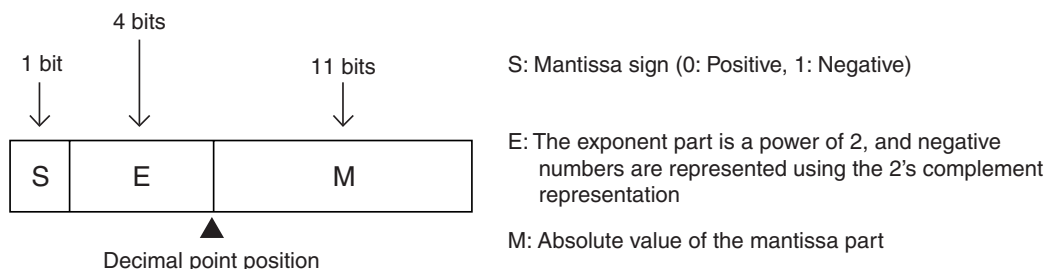 4 bits
1 bit
11 bits
S: Mantissa sign (0: Positive, 1: Negative)
E: The exponent part is a power of 2, and negative
numbers are represented using the 2's complement
representation
S
E
M
M: Absolute value of the mantissa part
Decimal point position